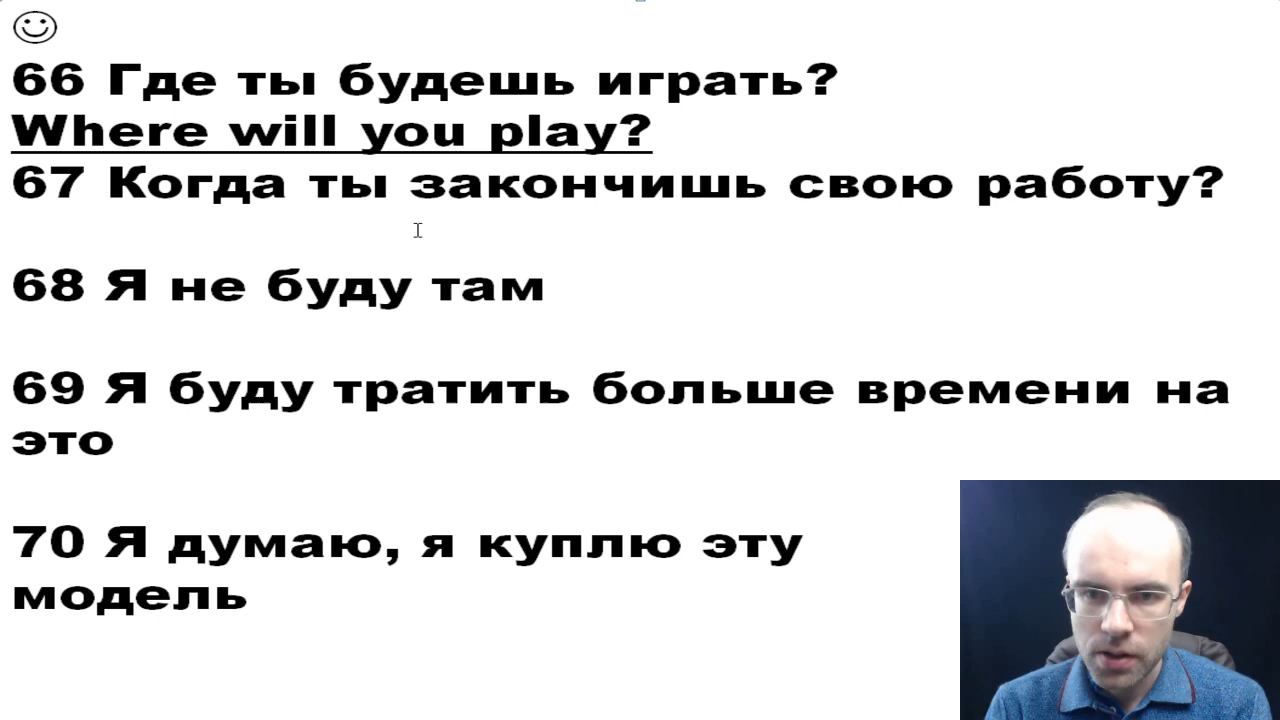 66 Где ты будешь играть?
Where will you play?
67 Когда ты закончишь свою работу?
68 Я не буду там
69 Я буду тратить больше времени на
это
70 Я думаю, я куплю эту
модель